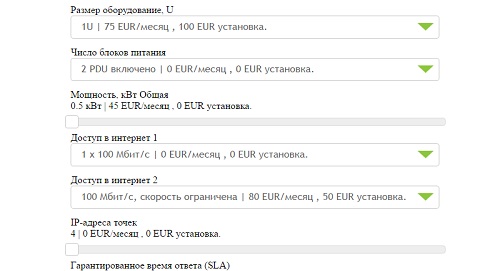 Размер оборудование, U
1U | 75 EUR/месяц , 100 EUR установка.
Число блоков питания
2 PDU включено | 0 EUR/месяц , 0 EUR установка.
Мощность, кВт Общая
0.5 кВт | 45 EUR/месяц , 0 EUR установка.
Доступ в интернет 1
1 x 100 Мбит/с | 0 EUR/месяц , 0 EUR установка.
Доступ в интернет 2
100 Мбит/с, скорость ограничена | 80 EUR/месяц , 50 EUR установка.
IP-адреса точек
4 | 0 EUR/месяц , 0 EUR установка.
Гарантированное время ответа (SLA)